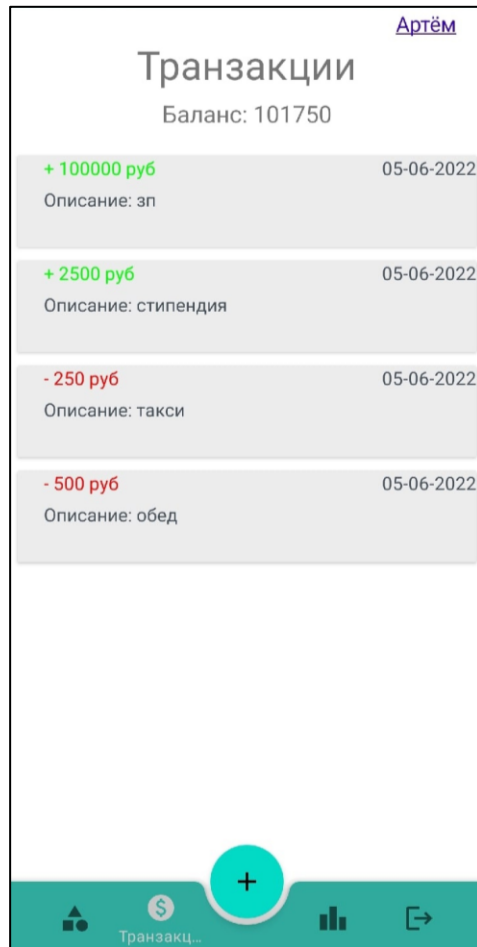 Артём
Транзакции
Баланс: 101750
+ 100000 руб 05-06-2022
Описание: зп
+ 2500 руб 05-06-2022
Описание: стипендия
- 250 руб 05-06-2022
Описание: такси
- 500 руб 05-06-2022
Описание: обед
+
$
Транзакц...